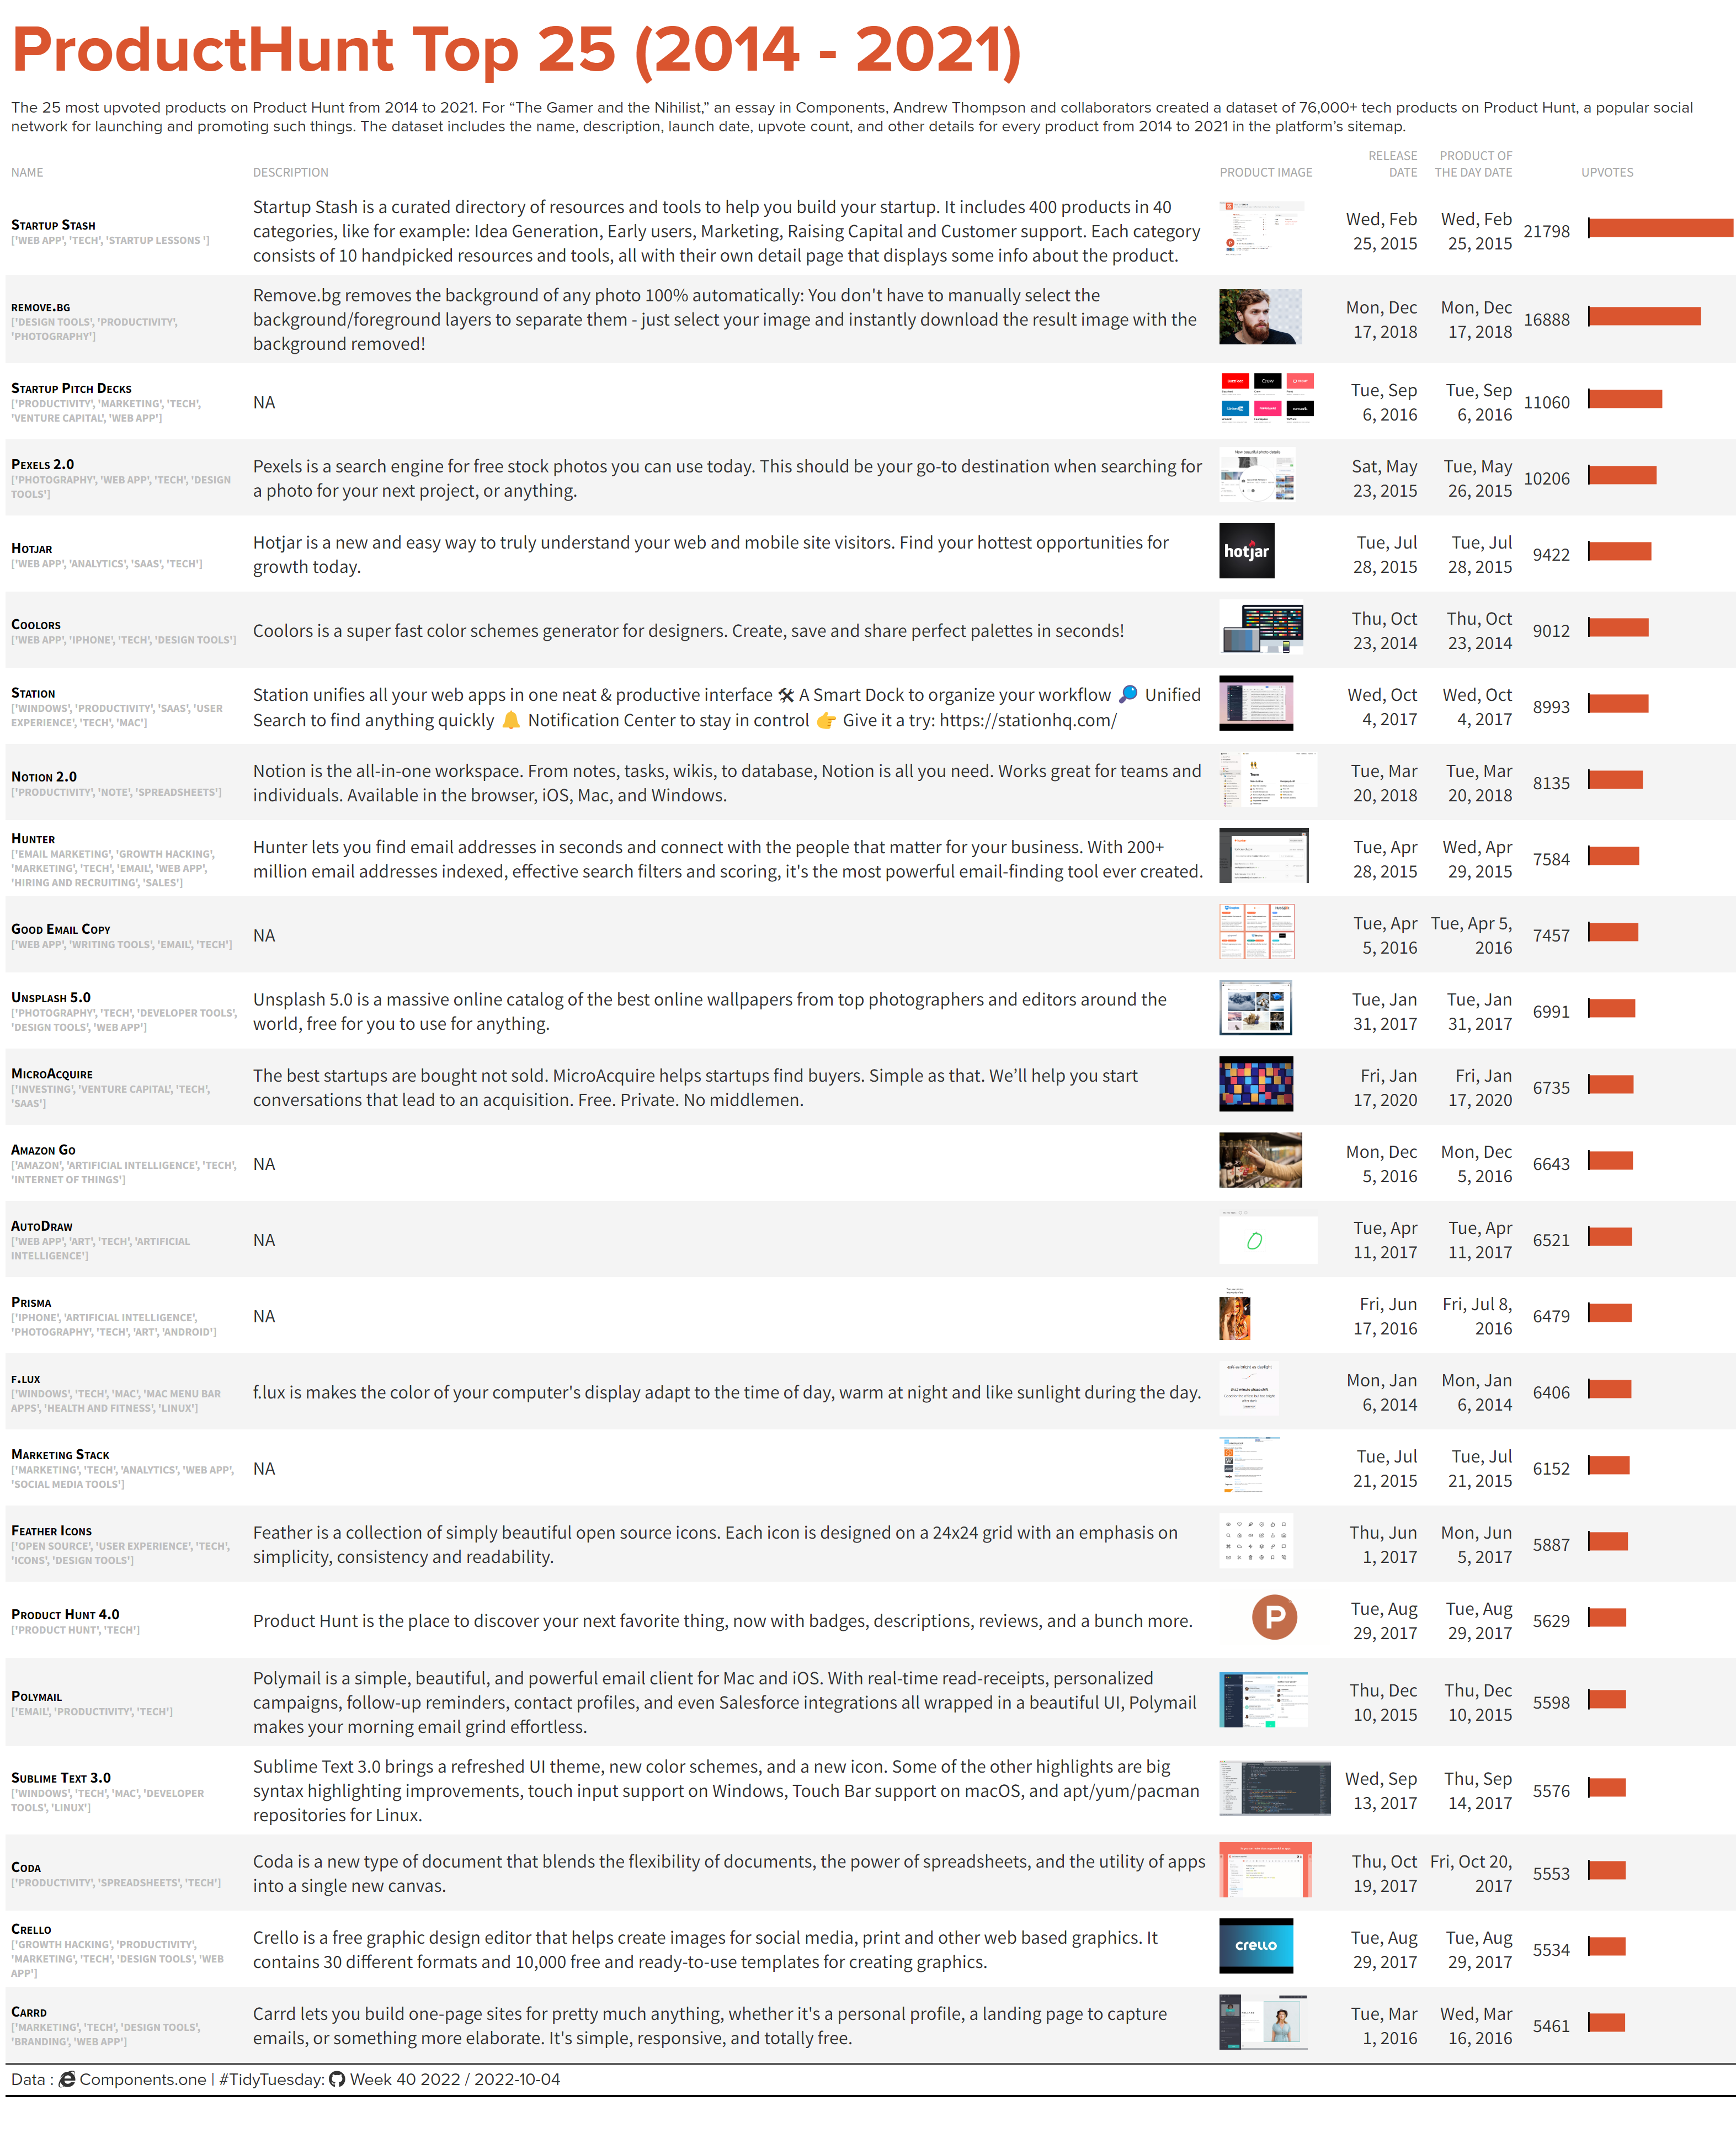 ProductHunt Top 25 (2014 - 2021)
The 25 most upvoted products on Product Hunt from 2014 to 2021. For “The Gamer and the Nihilist,” an essay in Components, Andrew Thompson and collaborators created a dataset of 76,000+ tech products on Product Hunt, a popular social
network for launching and promoting such things. The dataset includes the name, description, launch date, upvote count, and other details for every product from 2014 to 2021 in the platform’s sitemap.
NAME DESCRIPTION PRODUCT IMAGE RELEASE DATE PRODUCT OF THE DAY DATE UPVOTES
Startup Stash
['WEB APP', 'TECH', 'STARTUP LESSONS ']
Startup Stash is a curated directory of resources and tools to help you build your startup. It includes 400 products in 40
categories, like for example: Idea Generation, Early users, Marketing, Raising Capital and Customer support. Each category
consists of 10 handpicked resources and tools, all with their own detail page that displays some info about the product.
Wed, Feb 25, 2015 Wed, Feb 25, 2015 21798
remove.bg
['DESIGN TOOLS', 'PRODUCTIVITY',
'PHOTOGRAPHY']
Remove.bg removes the background of any photo 100% automatically: You don't have to manually select the
background/foreground layers to separate them - just select your image and instantly download the result image with the
background removed!
Mon, Dec 17, 2018 Mon, Dec 17, 2018 16888
Startup Pitch Decks
['PRODUCTIVITY', 'MARKETING', 'TECH',
'VENTURE CAPITAL', 'WEB APP']
NA
BuzzFeed Crew
LinkedIn
Tue, Sep 6, 2016 Tue, Sep 6, 2016 11060
Pexels 2.0
['PHOTOGRAPHY', 'WEB APP', 'TECH', 'DESIGN
TOOLS']
Pexels is a search engine for free stock photos you can use today. This should be your go-to destination when searching for
a photo for your next project, or anything.
New beautiful photo details
Sat, May 23, 2015 Tue, May 26, 2015 10206
Hotjar
['WEB APP', 'ANALYTICS', 'SAAS', 'TECH']
Hotjar is a new and easy way to truly understand your web and mobile site visitors. Find your hottest opportunities for
growth today.
hotjar
Tue, Jul 28, 2015 Tue, Jul 28, 2015 9422
Coolors
['WEB APP', 'IPHONE', 'TECH', 'DESIGN TOOLS']
Coolors is a super fast color schemes generator for designers. Create, save and share perfect palettes in seconds!
Thu, Oct 23, 2014 Thu, Oct 23, 2014 9012
Station
['WINDOWS', 'PRODUCTIVITY', 'SAAS', 'USER
EXPERIENCE', 'TECH', 'MAC']
Station unifies all your web apps in one neat & productive interface 🛠 A Smart Dock to organize your workflow 🔎 Unified
Search to find anything quickly 🔔 Notification Center to stay in control 👉 Give it a try: https://stationhq.com/
Wed, Oct 4, 2017 Wed, Oct 4, 2017 8993
Notion 2.0
['PRODUCTIVITY', 'NOTE', 'SPREADSHEETS']
Notion is the all-in-one workspace. From notes, tasks, wikis, to database, Notion is all you need. Works great for teams and
individuals. Available in the browser, iOS, Mac, and Windows.
Tue, Mar 20, 2018 Tue, Mar 20, 2018 8135
Hunter
['EMAIL MARKETING', 'GROWTH HACKING',
'MARKETING', 'TECH', 'EMAIL', 'WEB APP',
'HIRING AND RECRUITING', 'SALES']
Hunter lets you find email addresses in seconds and connect with the people that matter for your business. With 200+
million email addresses indexed, effective search filters and scoring, it's the most powerful email-finding tool ever created.
Tue, Apr 28, 2015 Wed, Apr 29, 2015 7584
Good Email Copy
['WEB APP', 'WRITING TOOLS', 'EMAIL', 'TECH']
NA
Tue, Apr 5, 2016 Tue, Apr 5, 2016 7457
Unsplash 5.0
['PHOTOGRAPHY', 'TECH', 'DEVELOPER TOOLS',
'DESIGN TOOLS', 'WEB APP']
Unsplash 5.0 is a massive online catalog of the best online wallpapers from top photographers and editors around the
world, free for you to use for anything.
Tue, Jan 31, 2017 Tue, Jan 31, 2017 6991
MicroAcquire
['INVESTING', 'VENTURE CAPITAL', 'TECH',
'SAAS']
The best startups are bought not sold. MicroAcquire helps startups find buyers. Simple as that. We’ll help you start
conversations that lead to an acquisition. Free. Private. No middlemen.
Fri, Jan 17, 2020 Fri, Jan 17, 2020 6735
Amazon Go
['AMAZON', 'ARTIFICIAL INTELLIGENCE', 'TECH',
'INTERNET OF THINGS']
NA
Mon, Dec 5, 2016 Mon, Dec 5, 2016 6643
AutoDraw
['WEB APP', 'ART', 'TECH', 'ARTIFICIAL
INTELLIGENCE']
NA
Tue, Apr 11, 2017 Tue, Apr 11, 2017 6521
Prisma
['IPHONE', 'ARTIFICIAL INTELLIGENCE',
'PHOTOGRAPHY', 'TECH', 'ART', 'ANDROID']
NA
Fri, Jun 17, 2016 Fri, Jul 8, 2016 6479
f.lux
['WINDOWS', 'TECH', 'MAC', 'MAC MENU BAR
APPS', 'HEALTH AND FITNESS', 'LINUX']
f.lux is makes the color of your computer's display adapt to the time of day, warm at night and like sunlight during the day.
Mon, Jan 6, 2014 Mon, Jan 6, 2014 6406
Marketing Stack
['MARKETING', 'TECH', 'ANALYTICS', 'WEB APP',
'SOCIAL MEDIA TOOLS']
NA
Tue, Jul 21, 2015 Tue, Jul 21, 2015 6152
Feather Icons
['OPEN SOURCE', 'USER EXPERIENCE', 'TECH',
'ICONS', 'DESIGN TOOLS']
Feather is a collection of simply beautiful open source icons. Each icon is designed on a 24x24 grid with an emphasis on
simplicity, consistency and readability.
Thu, Jun 1, 2017 Mon, Jun 5, 2017 5887
Product Hunt 4.0
['PRODUCT HUNT', 'TECH']
Product Hunt is the place to discover your next favorite thing, now with badges, descriptions, reviews, and a bunch more.
P
Tue, Aug 29, 2017 Tue, Aug 29, 2017 5629
Polymail
['EMAIL', 'PRODUCTIVITY', 'TECH']
Polymail is a simple, beautiful, and powerful email client for Mac and iOS. With real-time read-receipts, personalized
campaigns, follow-up reminders, contact profiles, and even Salesforce integrations all wrapped in a beautiful UI, Polymail
makes your morning email grind effortless.
Thu, Dec 10, 2015 Thu, Dec 10, 2015 5598
Sublime Text 3.0
['WINDOWS', 'TECH', 'MAC', 'DEVELOPER
TOOLS', 'LINUX']
Sublime Text 3.0 brings a refreshed UI theme, new color schemes, and a new icon. Some of the other highlights are big
syntax highlighting improvements, touch input support on Windows, Touch Bar support on macOS, and apt/yum/pacman
repositories for Linux.
Wed, Sep 13, 2017 Thu, Sep 14, 2017 5576
Coda
['PRODUCTIVITY', 'SPREADSHEETS', 'TECH']
Coda is a new type of document that blends the flexibility of documents, the power of spreadsheets, and the utility of apps
into a single new canvas.
Thu, Oct 19, 2017 Fri, Oct 20, 2017 5553
Crello
['GROWTH HACKING', 'PRODUCTIVITY',
'MARKETING', 'TECH', 'DESIGN TOOLS', 'WEB
APP']
Crello is a free graphic design editor that helps create images for social media, print and other web based graphics. It
contains 30 different formats and 10,000 free and ready-to-use templates for creating graphics.
crello
Tue, Aug 29, 2017 Tue, Aug 29, 2017 5534
Carrd
['MARKETING', 'TECH', 'DESIGN TOOLS',
'BRANDING', 'WEB APP']
Carrd lets you build one-page sites for pretty much anything, whether it's a personal profile, a landing page to capture
emails, or something more elaborate. It's simple, responsive, and totally free.
Tue, Mar 1, 2016 Wed, Mar 16, 2016 5461
Data : Components.one | #TidyTuesday: Week 40 2022 / 2022-10-04